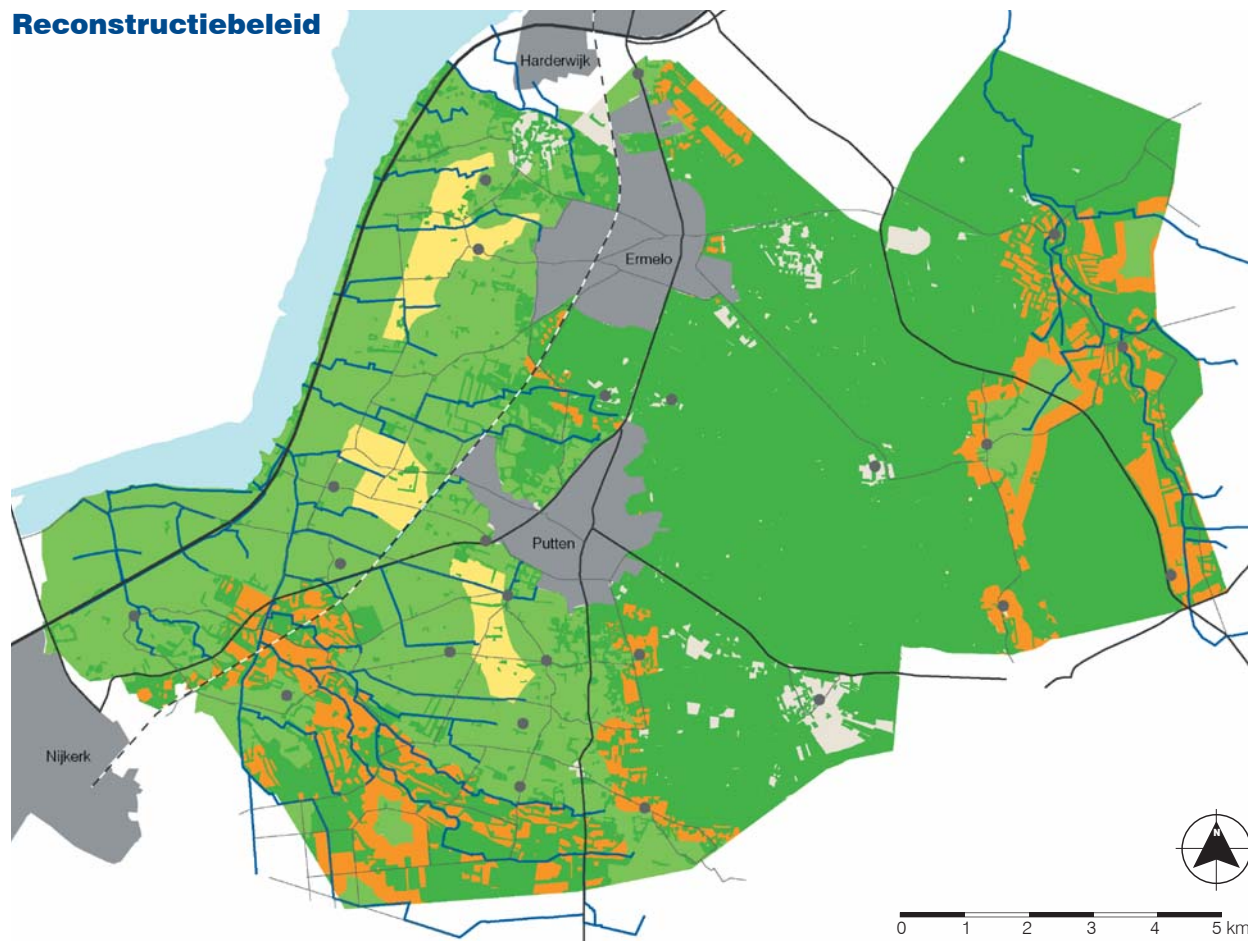 Reconstructiebeleid
Harderwijk
Ermelo
Putten
Nijkerk
N
0 1 2 3 4 5 km